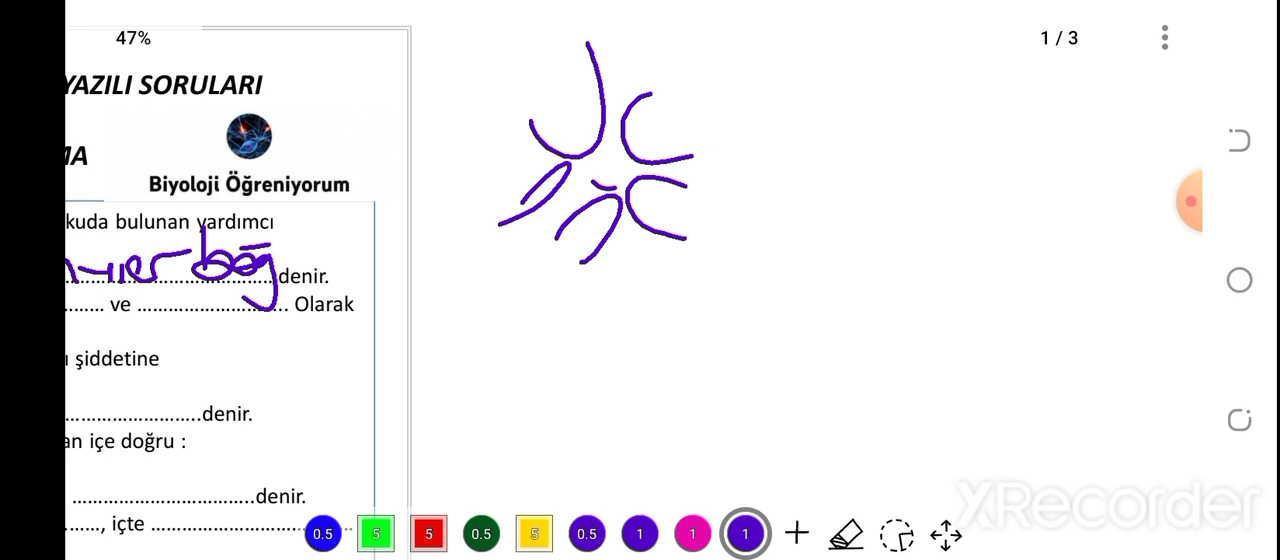 47%
1 / 3
YAZILI SORULARI
MA
Biyoloji Öğreniyorum
kuda bulunan yardımcı
bağ
............denir.
....... ve .......................... Olarak
şiddetine
..........................denir.
an içe doğru :
..................................denir.
....., içte ..............................
0.5 5 5 0.5 5 0.5 1 1 1
XRecorder